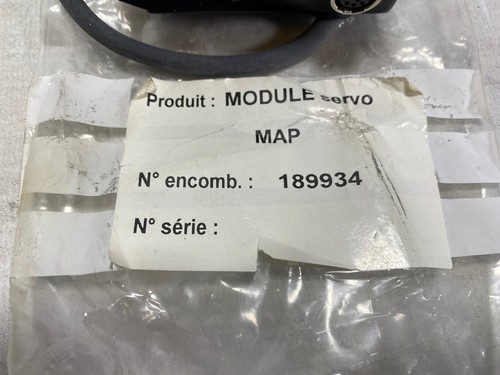 Produit : MODULE servo
MAP
N° encomb. : 189934
N° série :